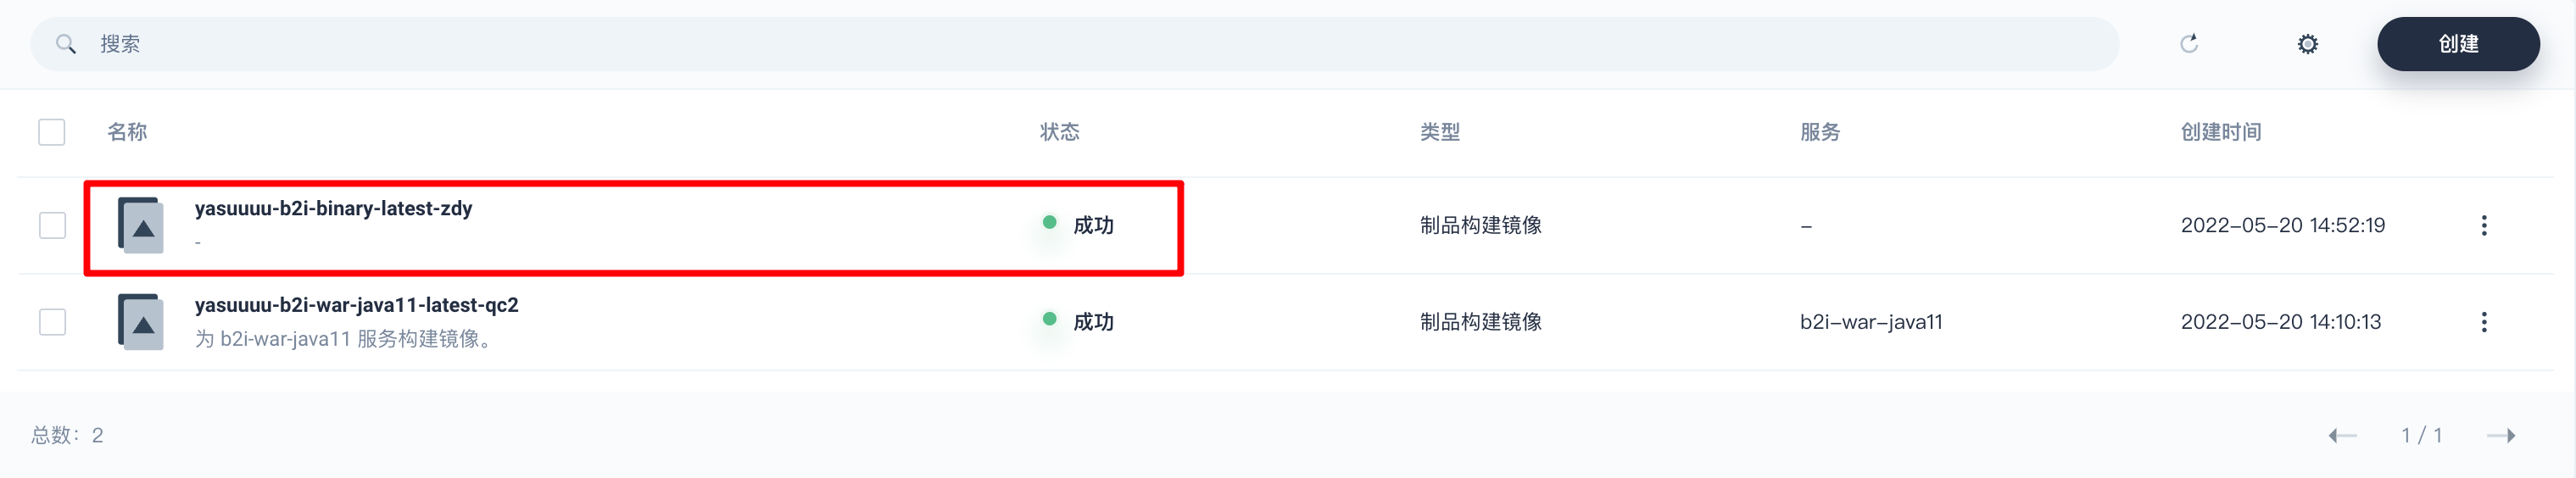 搜索
创建
名称 状态 类型 服务 创建时间
yasuuuu-b2i-binary-latest-zdy
-
成功 制品构建镜像 – 2022–05–20 14:52:19
yasuuuu-b2i-war-java11-latest-qc2
为 b2i-war-java11 服务构建镜像。
成功 制品构建镜像 b2i–war–java11 2022–05–20 14:10:13
总数：2
1 / 1